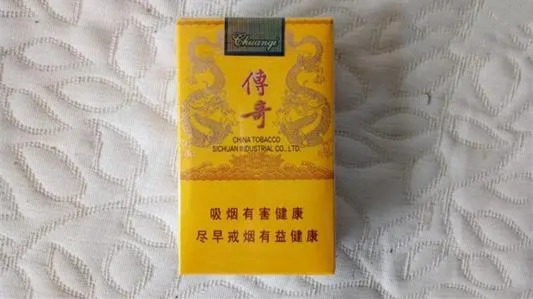 Chuanqi
傳
奇
CHINA TOBACCO
SICHUAN INDUSTRIAL CO., LTD.
吸烟有害健康
尽早戒烟有益健康